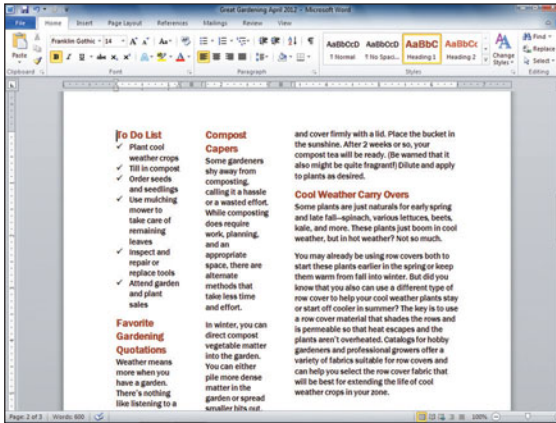 Great Gardening April 2012 - Microsoft Word
File Home Insert Page Layout References Mailings Review View
Franklin Gothic 14
Paste
Clipboard Font Paragraph Styles
AaBbCcD AaBbCcD AaBbC AaBbCc
¶ Normal ¶ No Spaci... Heading 1 Heading 2
Change Styles
Find
Replace
Select
To Do List
✓ Plant cool
weather crops
✓ Till in compost
✓ Order seeds
and seedlings
✓ Use mulching
mower to
take care of
remaining
leaves
✓ Inspect and
repair or
replace tools
✓ Attend garden
and plant
sales
Favorite
Gardening
Quotations
Weather means
more when you
have a garden.
There's nothing
like listening to a
Compost
Capers
Some gardeners
shy away from
composting,
calling it a hassle
or a wasted effort.
While composting
does require
work, planning,
and an
appropriate
space, there are
alternate
methods that
take less time
and effort.
In winter, you can
direct compost
vegetable matter
into the garden.
You can either
pile more dense
matter in the
garden or spread
smaller bits out,
and cover firmly with a lid. Place the bucket in
the sunshine. After 2 weeks or so, your
compost tea will be ready. (Be warned that it
also might be quite fragrant!) Dilute and apply
to plants as desired.
Cool Weather Carry Overs
Some plants are just naturals for early spring
and late fall—spinach, various lettuces, beets,
kale, and more. These plants just boom in cool
weather, but in hot weather? Not so much.
You may already be using row covers both to
start these plants earlier in the spring or keep
them warm from fall into winter. But did you
know that you also can use a different type of
row cover to help your cool weather plants stay
or start off cooler in summer? The key is to use
a row cover material that shades the rows and
is permeable so that heat escapes and the
plants aren't overheated. Catalogs for hobby
gardeners and professional growers offer a
variety of fabrics suitable for row covers and
can help you select the row cover fabric that
will be best for extending the life of cool
weather crops in your zone.
Page: 2 of 3 Words: 600 100%